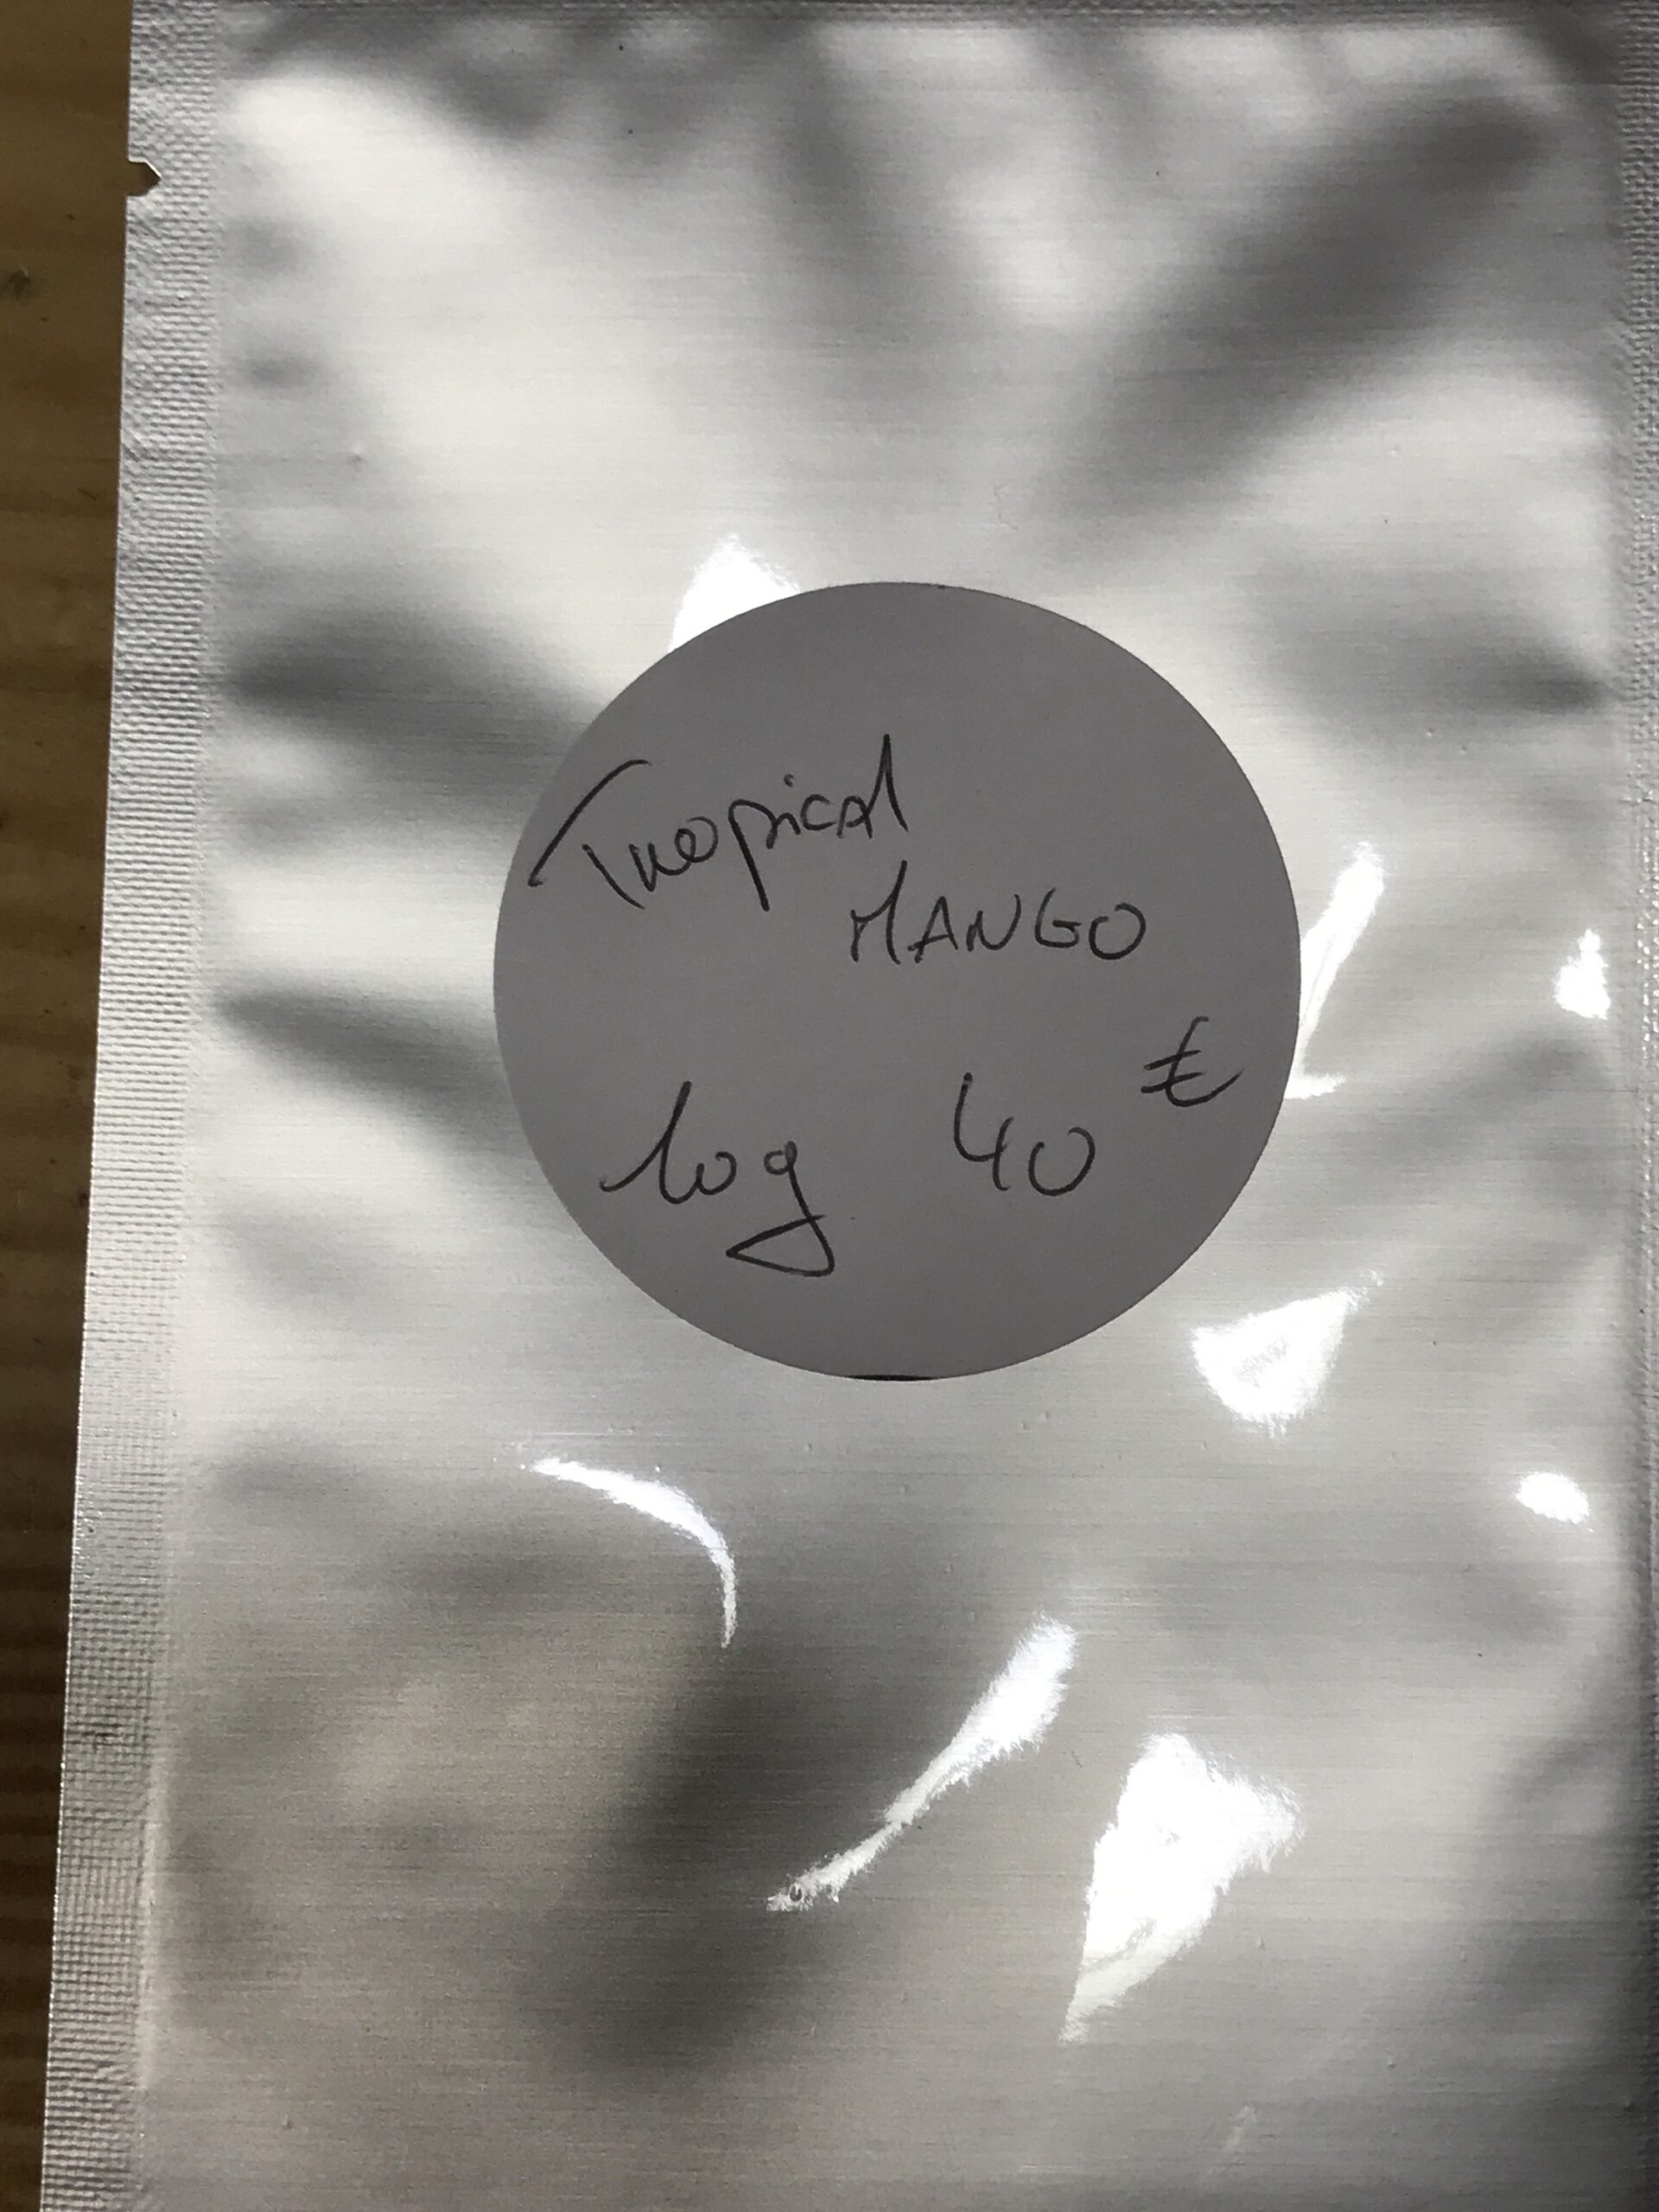 Tropical
MANGO
10g 40 €